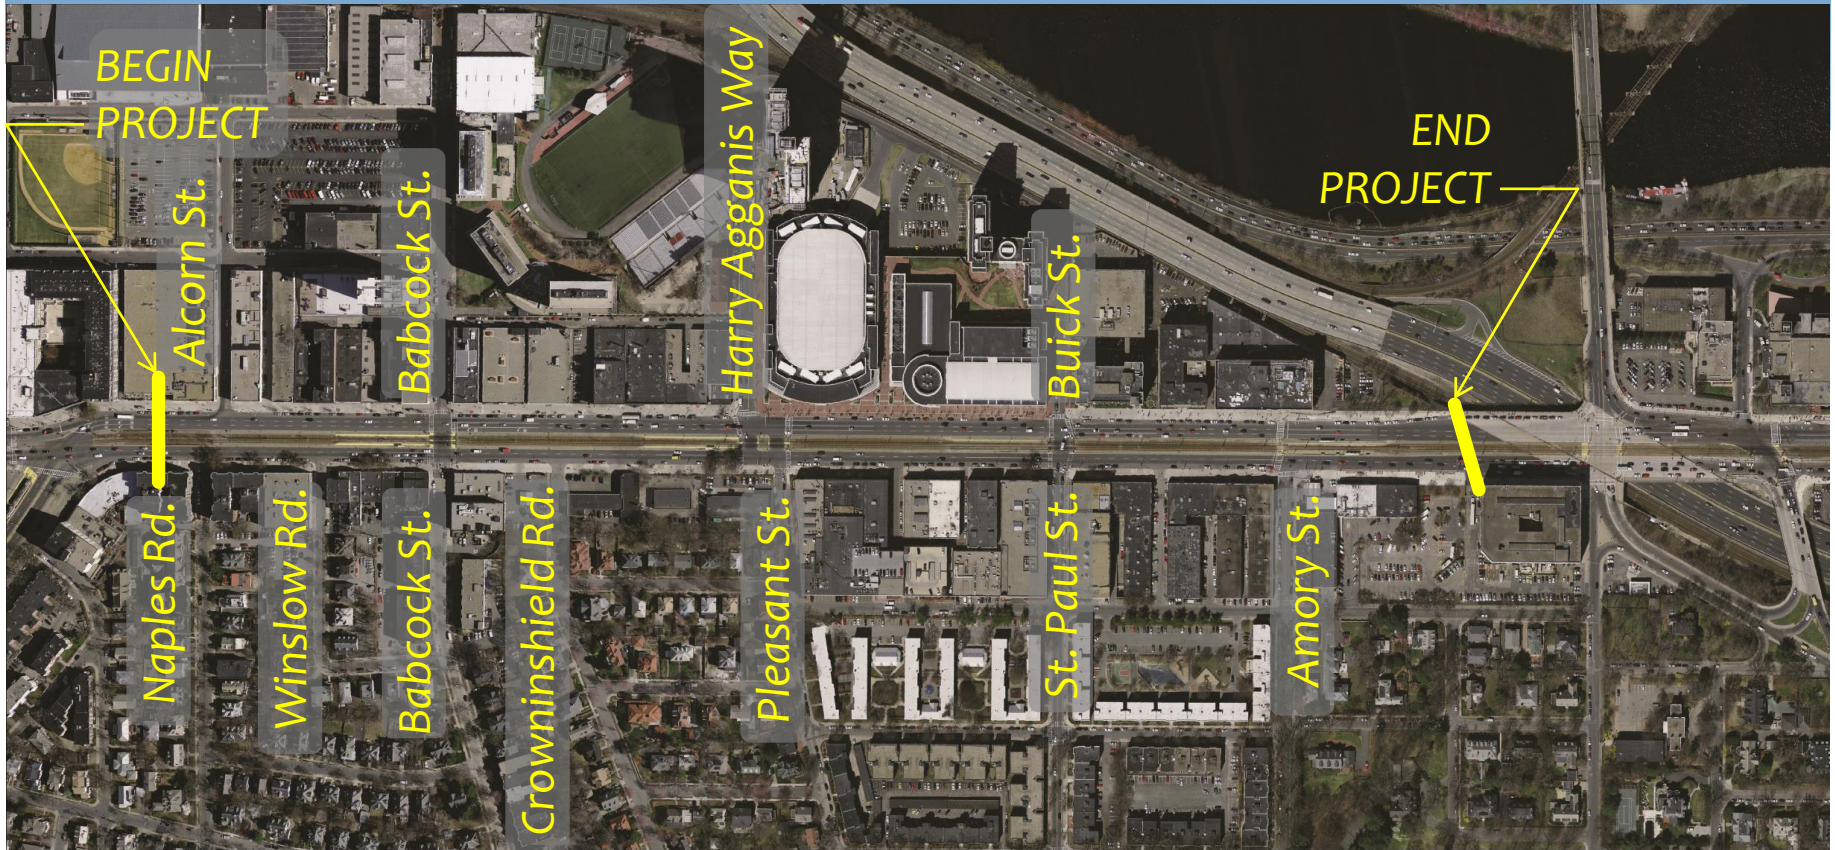 BEGIN
PROJECT
END
PROJECT
Alcorn St.
Babcock St.
Harry Agganis Way
Buick St.
Naples Rd.
Winslow Rd.
Babcock St.
Crowninshield Rd.
Pleasant St.
St. Paul St.
Amory St.